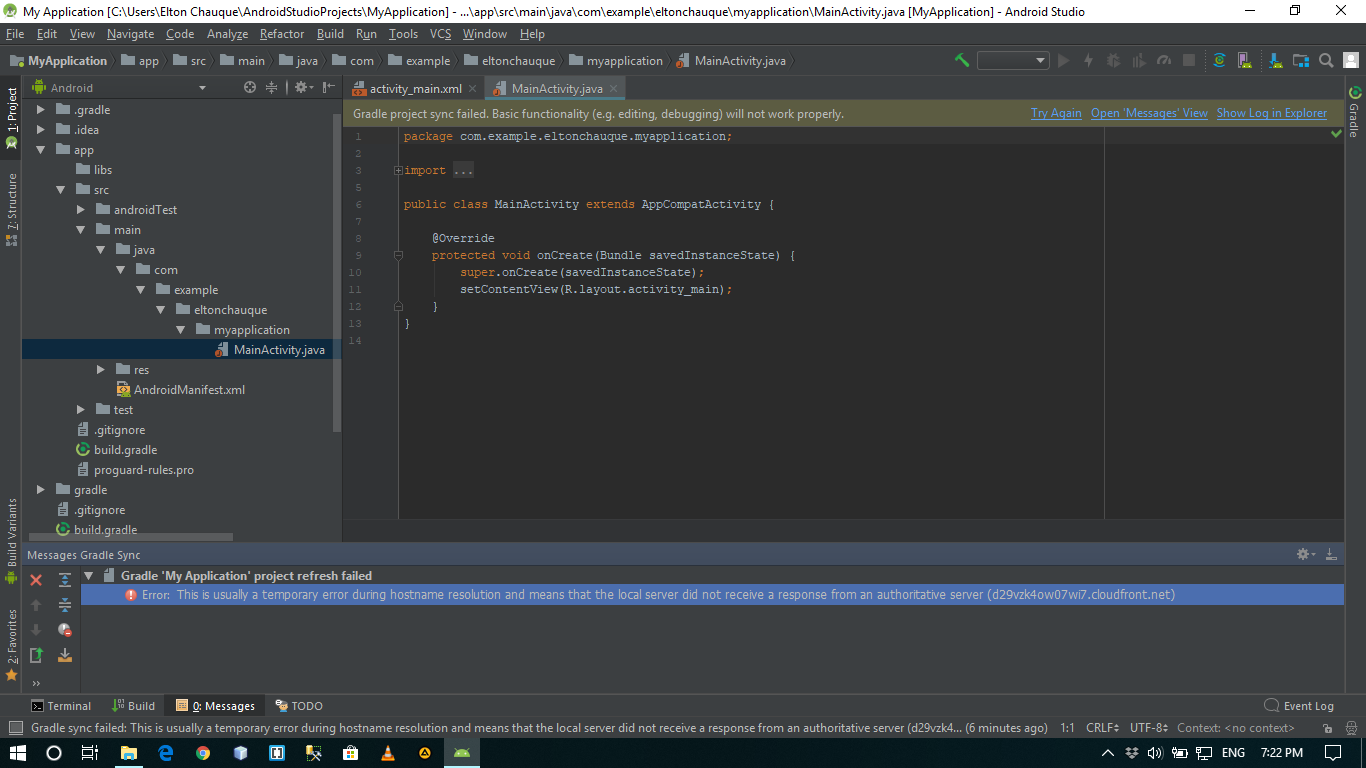 My Application [C:\Users\Elton Chauque\AndroidStudioProjects\MyApplication] - ...\app\src\main\java\com\example\eltonchauque\myapplication\MainActivity.java [MyApplication] - Android Studio
File Edit View Navigate Code Analyze Refactor Build Run Tools VCS Window Help
MyApplication app src main java com example eltonchauque myapplication MainActivity.java
1: Project
7: Structure
Build Variants
2: Favorites
Android
.gradle
.idea
app
libs
src
androidTest
main
java
com
example
eltonchauque
myapplication
MainActivity.java
res
AndroidManifest.xml
test
.gitignore
build.gradle
proguard-rules.pro
gradle
.gitignore
build.gradle
activity_main.xml MainActivity.java
Gradle project sync failed. Basic functionality (e.g. editing, debugging) will not work properly. Try Again Open 'Messages' View Show Log in Explorer
Gradle
1 package com.example.eltonchauque.myapplication;
2
3 import ...
5
6 public class MainActivity extends AppCompatActivity {
7
8 @Override
9 protected void onCreate(Bundle savedInstanceState) {
10 super.onCreate(savedInstanceState);
11 setContentView(R.layout.activity_main);
12 }
13 }
14
Messages Gradle Sync
Gradle 'My Application' project refresh failed
Error: This is usually a temporary error during hostname resolution and means that the local server did not receive a response from an authoritative server (d29vzk4ow07wi7.cloudfront.net)
Terminal Build 0: Messages TODO Event Log
Gradle sync failed: This is usually a temporary error during hostname resolution and means that the local server did not receive a response from an authoritative server (d29vzk4... (6 minutes ago) 1:1 CRLF UTF-8 Context: <no context>
ENG 7:22 PM